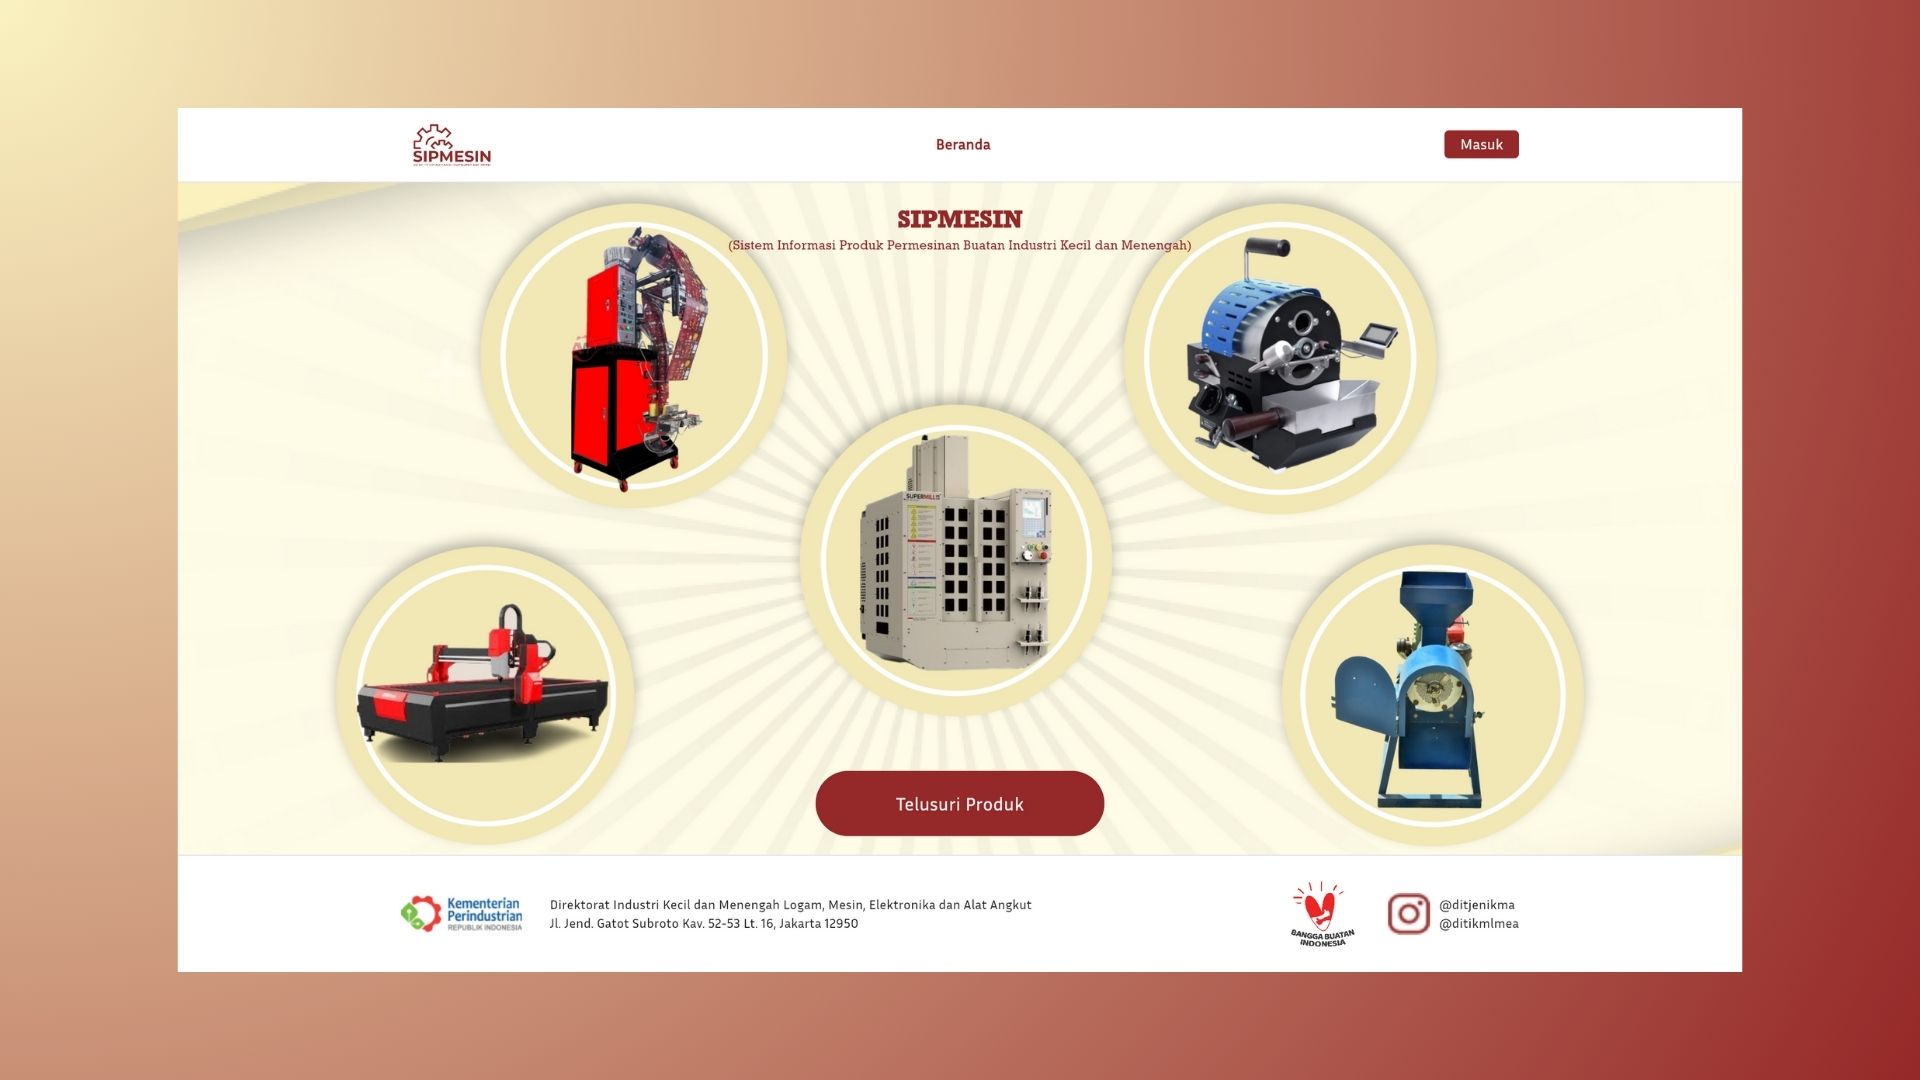 SIPMESIN
Beranda
Masuk
SIPMESIN
(Sistem Informasi Produk Permesinan Buatan Industri Kecil dan Menengah)
SUPERMILL
Telusuri Produk
Kementerian
Perindustrian
REPUBLIK INDONESIA
Direktorat Industri Kecil dan Menengah Logam, Mesin, Elektronika dan Alat Angkut
Jl. Jend. Gatot Subroto Kav. 52-53 Lt. 16, Jakarta 12950
BANGGA BUATAN
INDONESIA
@ditjenikma
@ditikmlmea